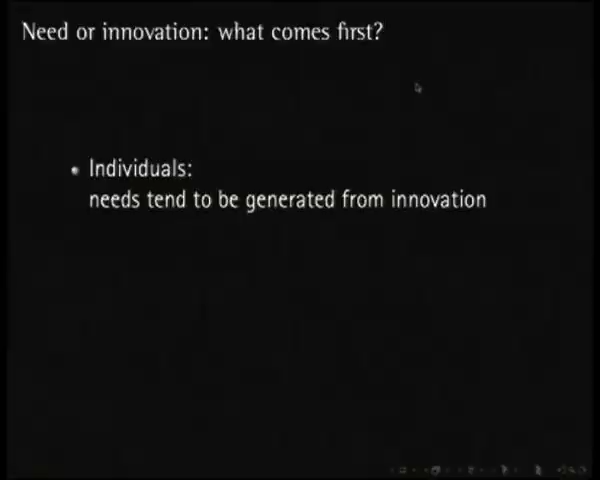 Need or innovation: what comes first?
• Individuals:
needs tend to be generated from innovation